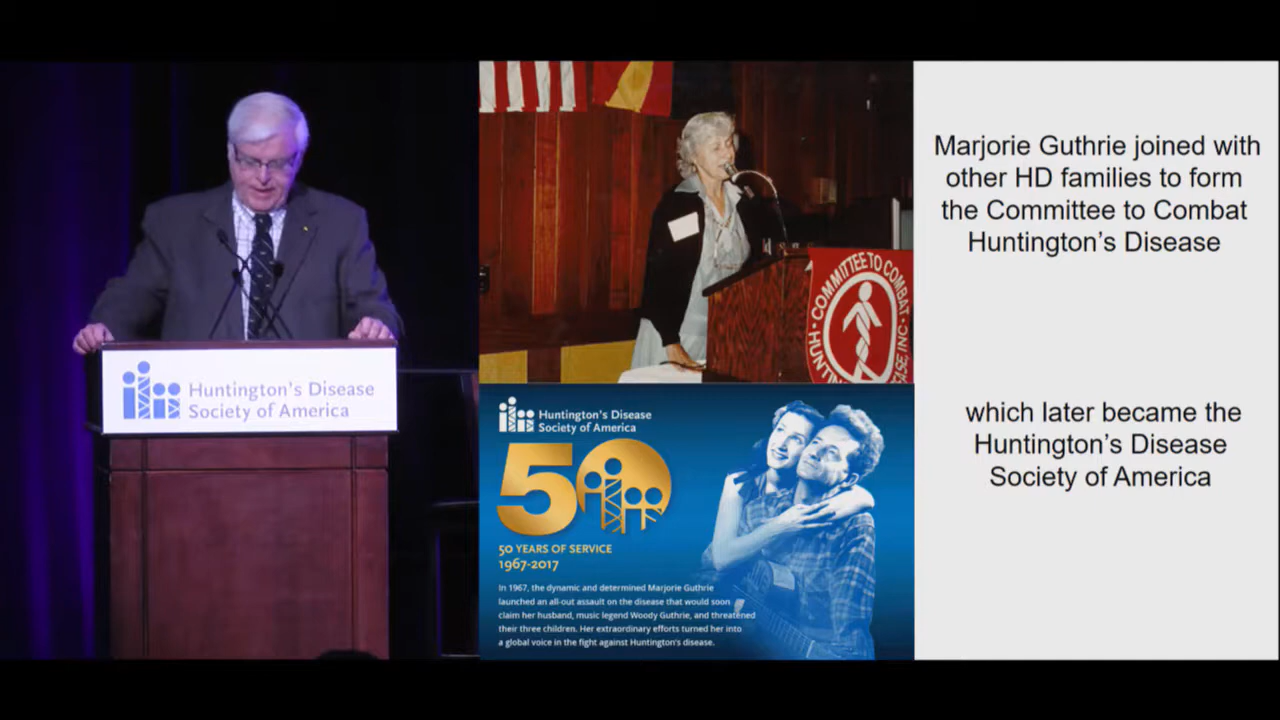 Huntington's Disease
Society of America
COMMITTEE TO COMBAT
Huntington's Disease
Society of America
50
50 YEARS OF SERVICE
1967-2017
In 1967, the dynamic and determined Marjorie Guthrie
launched an all-out assault on the disease that would soon
claim her husband, music legend Woody Guthrie, and threatened
their three children. Her extraordinary efforts turned her into
a global voice in the fight against Huntington's disease.
Marjorie Guthrie joined with
other HD families to form
the Committee to Combat
Huntington’s Disease
which later became the
Huntington’s Disease
Society of America